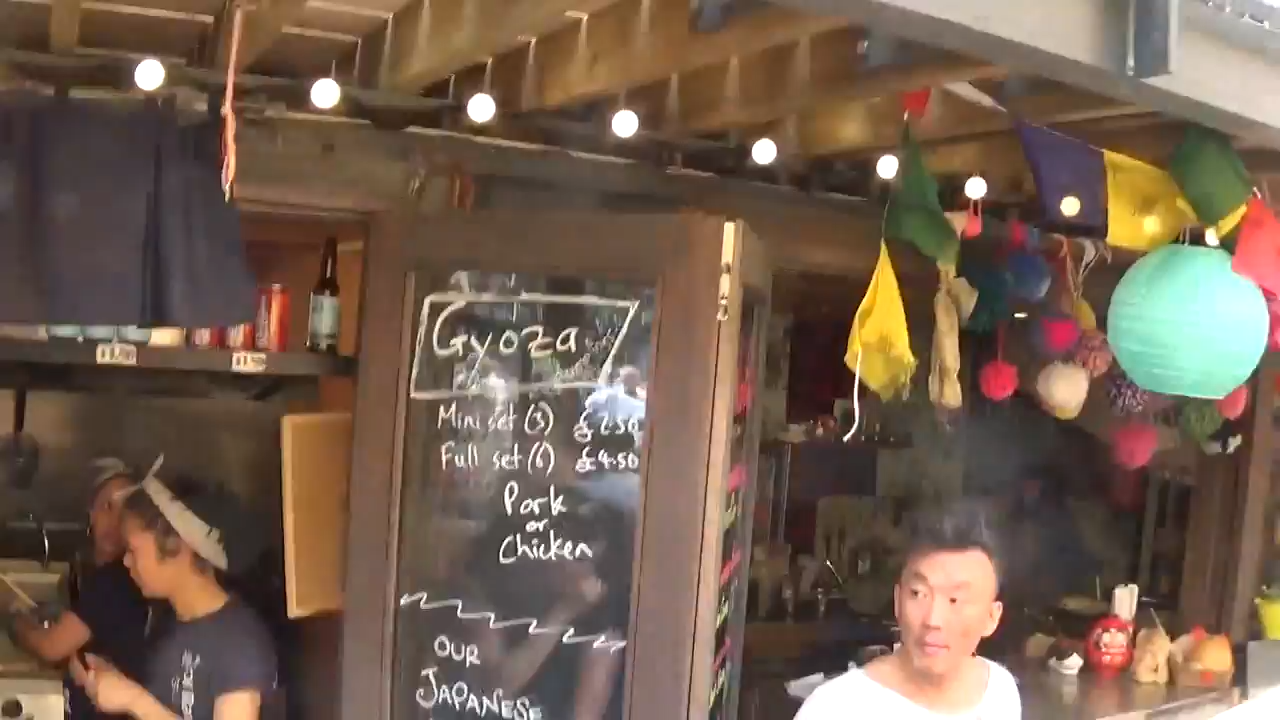 Gyoza
Mini set (3) £2.50
Full set (6) £4.50
Pork
or
Chicken
OUR
JAPANESE